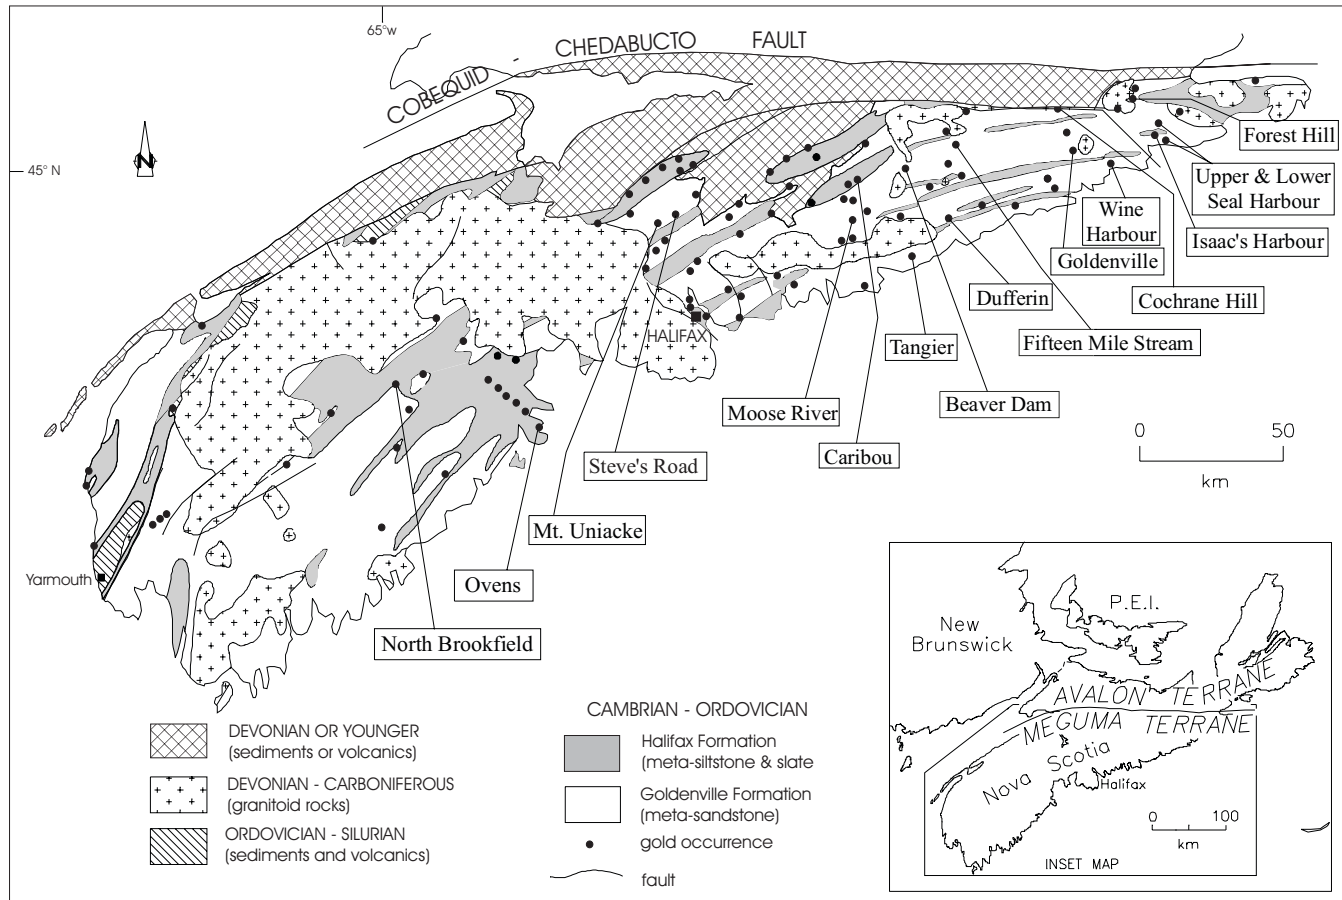 65°w
CHEDABUCTO FAULT
COBEQUID
N
45° N
Forest Hill
Upper & Lower
Seal Harbour
Wine
Harbour
Isaac's Harbour
Goldenville
Dufferin
Cochrane Hill
HALIFAX
Tangier
Fifteen Mile Stream
Moose River
Beaver Dam
Caribou
0 50
km
Steve's Road
Mt. Uniacke
Yarmouth
Ovens
North Brookfield
DEVONIAN OR YOUNGER
(sediments or volcanics)
DEVONIAN - CARBONIFEROUS
(granitoid rocks)
ORDOVICIAN - SILURIAN
(sediments and volcanics)
CAMBRIAN - ORDOVICIAN
Halifax Formation
(meta-siltstone & slate
Goldenville Formation
(meta-sandstone)
gold occurrence
fault
P.E.I.
New
Brunswick
AVALON TERRANE
MEGUMA TERRANE
Nova Scotia
Halifax
0 100
km
INSET MAP